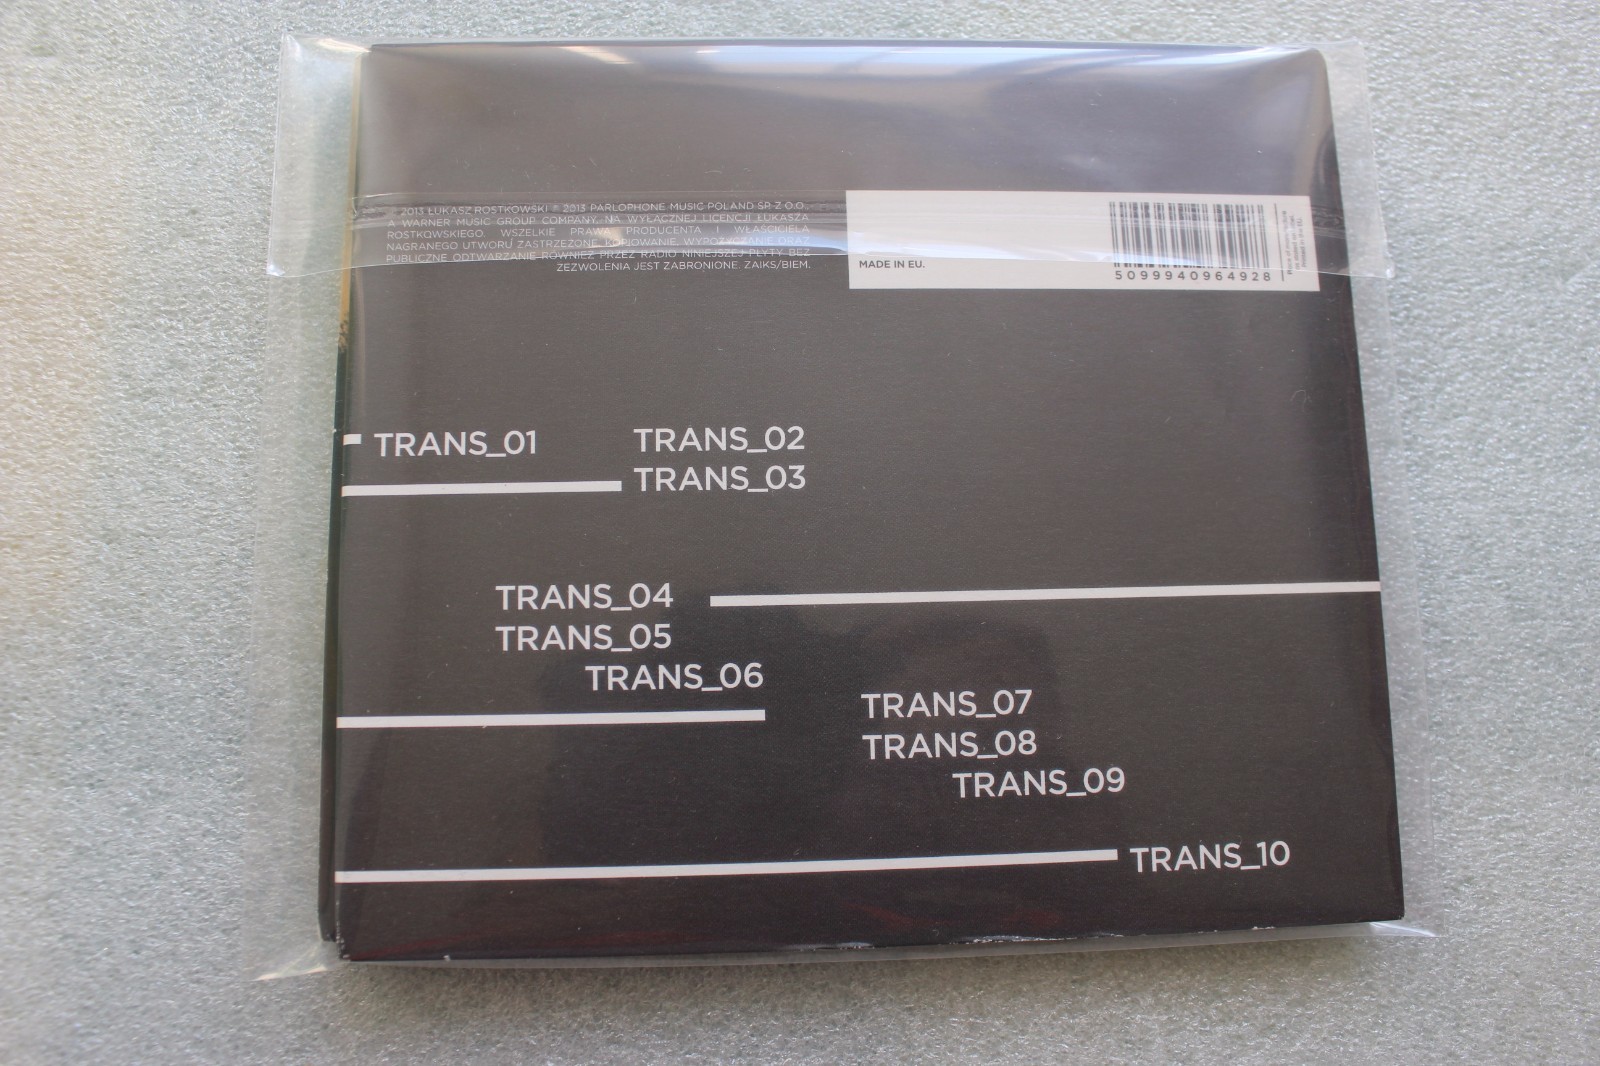 © 2013 ŁUKASZ ROSTKOWSKI ℗ 2013 PARLOPHONE MUSIC POLAND SP. Z O.O.,
A WARNER MUSIC GROUP COMPANY, NA WYŁĄCZNEJ LICENCJI ŁUKASZA
ROSTKOWSKIEGO. WSZELKIE PRAWA PRODUCENTA I WŁAŚCICIELA
NAGRANEGO UTWORU ZASTRZEŻONE. KOPIOWANIE, WYPOŻYCZANIE ORAZ
PUBLICZNE ODTWARZANIE RÓWNIEŻ PRZEZ RADIO NINIEJSZEJ PŁYTY BEZ
ZEZWOLENIA JEST ZABRONIONE. ZAIKS/BIEM.
MADE IN EU.
5099940964928
TRANS_01
TRANS_02
TRANS_03
TRANS_04
TRANS_05
TRANS_06
TRANS_07
TRANS_08
TRANS_09
TRANS_10